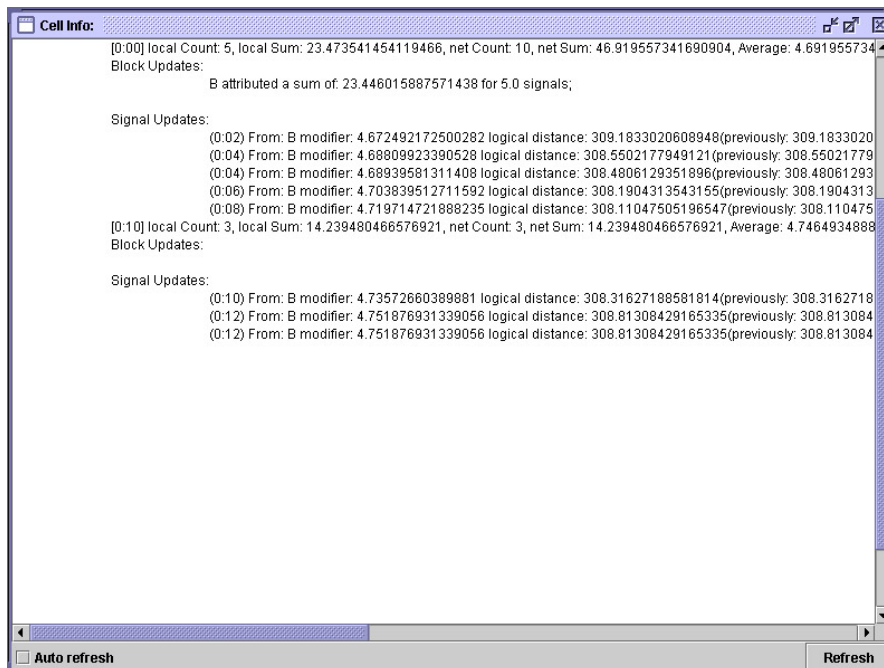 Cell Info:
[0:00] local Count: 5, local Sum: 23.473541454119466, net Count: 10, net Sum: 46.919557341690904, Average: 4.691955734
Block Updates:
B attributed a sum of: 23.446015887571438 for 5.0 signals;
Signal Updates:
(0:02) From: B modifier: 4.672492172500282 logical distance: 309.1833020608948(previously: 309.1833020
(0:04) From: B modifier: 4.68809923390528 logical distance: 308.5502177949121(previously: 308.55021779
(0:04) From: B modifier: 4.68939581311408 logical distance: 308.4806129351896(previously: 308.48061293
(0:06) From: B modifier: 4.703839512711592 logical distance: 308.1904313543155(previously: 308.1904313
(0:08) From: B modifier: 4.719714721888235 logical distance: 308.11047505196547(previously: 308.110475
[0:10] local Count: 3, local Sum: 14.239480466576921, net Count: 3, net Sum: 14.239480466576921, Average: 4.7464934888
Block Updates:
Signal Updates:
(0:10) From: B modifier: 4.73572660389881 logical distance: 308.31627188581814(previously: 308.3162718
(0:12) From: B modifier: 4.751876931339056 logical distance: 308.81308429165335(previously: 308.813084
(0:12) From: B modifier: 4.751876931339056 logical distance: 308.81308429165335(previously: 308.813084
Auto refresh
Refresh